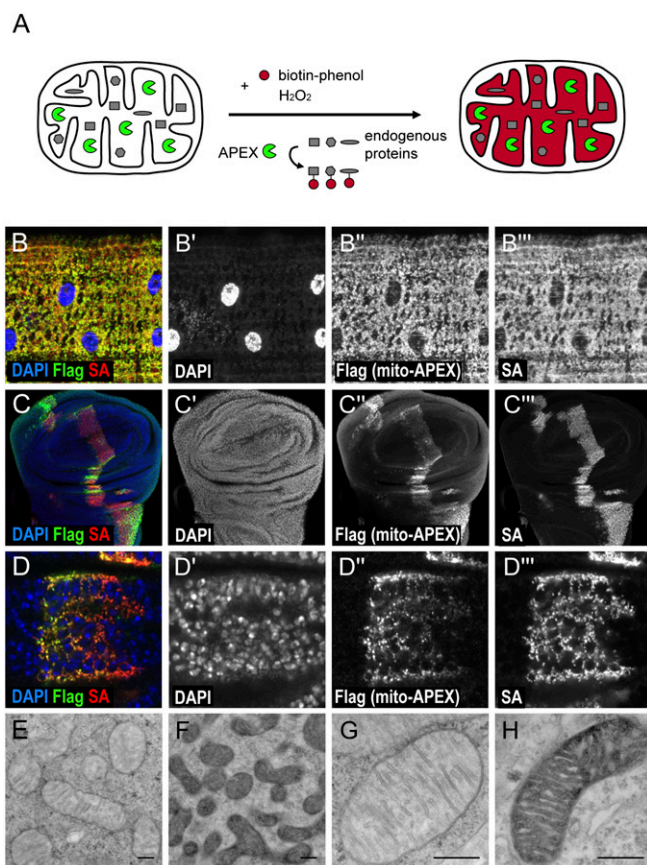 A
+ biotin-phenol
H₂O₂
APEX
endogenous
proteins
B B' B'' B'''
DAPI Flag SA DAPI Flag (mito-APEX) SA
C C' C'' C'''
DAPI Flag SA DAPI Flag (mito-APEX) SA
D D' D'' D'''
DAPI Flag SA DAPI Flag (mito-APEX) SA
E F G H